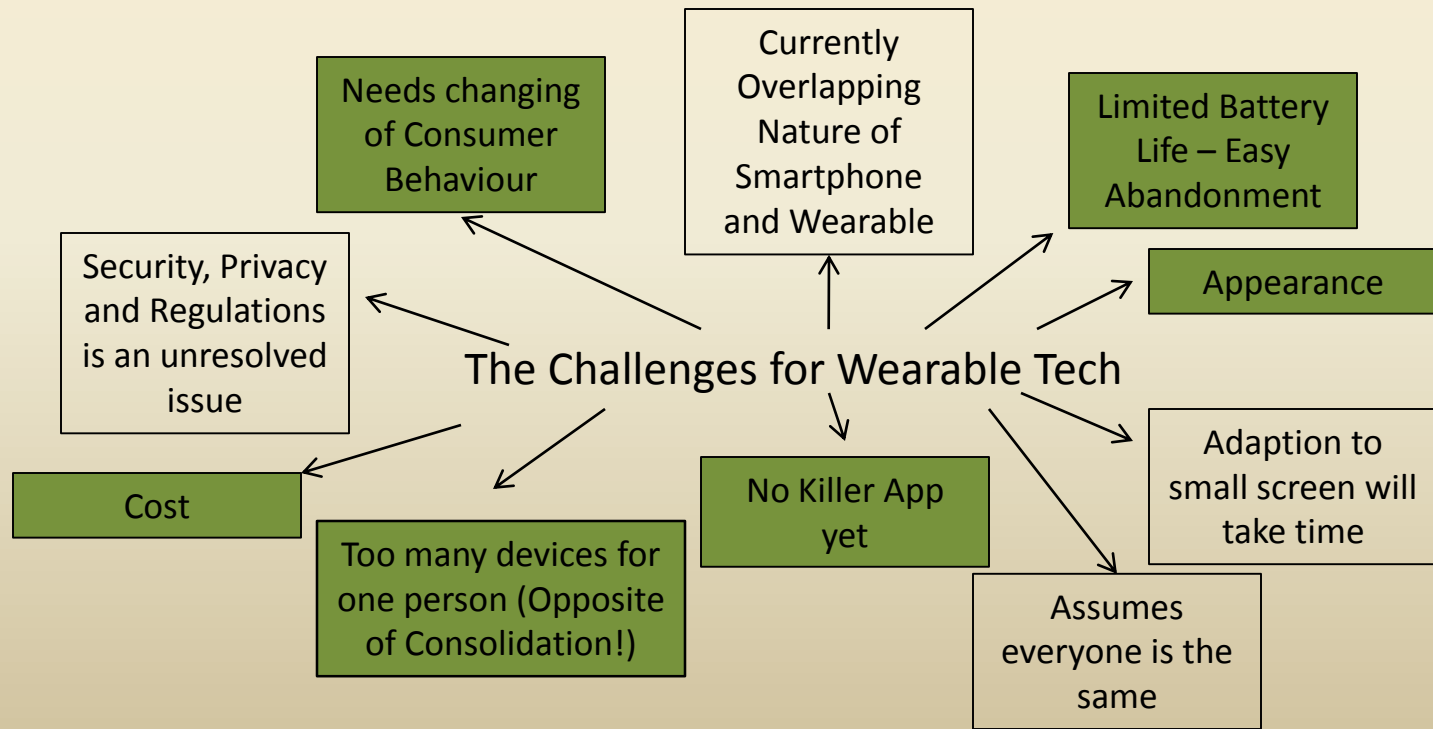 Currently
Overlapping
Nature of
Smartphone
and Wearable
Needs changing
of Consumer
Behaviour
Limited Battery
Life – Easy
Abandonment
Security, Privacy
and Regulations
is an unresolved
issue
Appearance
The Challenges for Wearable Tech
Cost
Too many devices for
one person (Opposite
of Consolidation!)
No Killer App
yet
Adaption to
small screen will
take time
Assumes
everyone is the
same